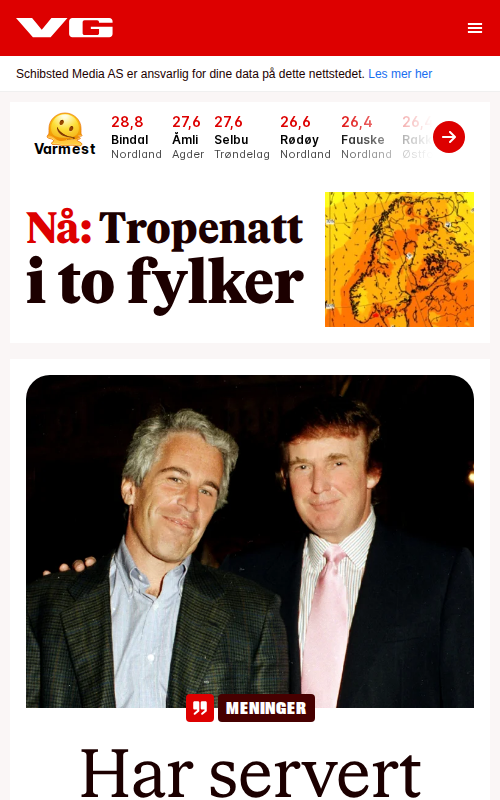 VG
Schibsted Media AS er ansvarlig for dine data på dette nettstedet. Les mer her
Varmest
28,8 27,6 27,6 26,6 26,4 26,
Bindal Åmli Selbu Rødøy Fauske
Nordland Agder Trøndelag Nordland Nordland
Nå: Tropenatt
i to fylker
MENINGER
Har servert